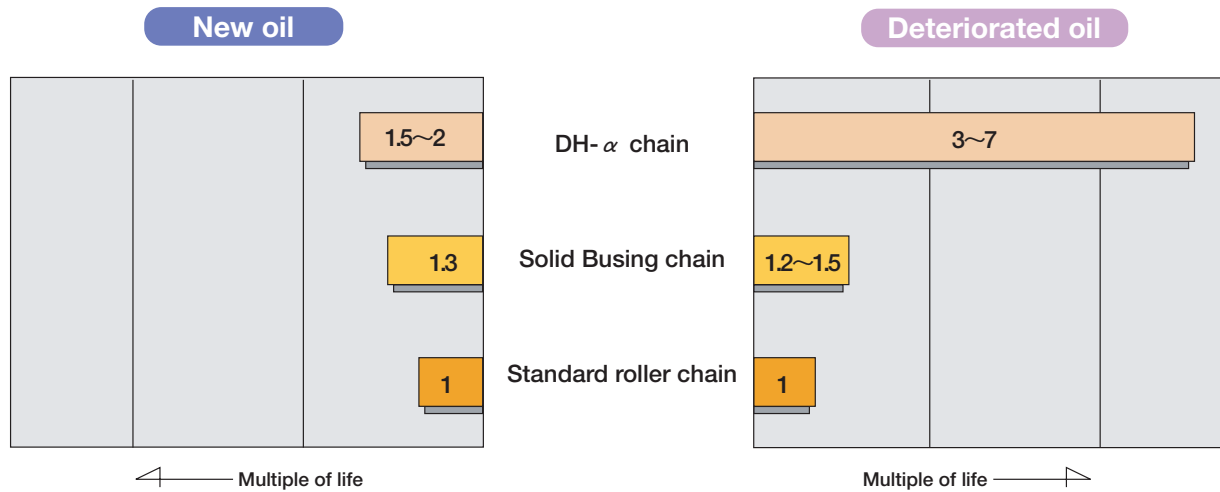 New oil
Deteriorated oil
1.5～2
DH-α chain
3～7
1.3
Solid Busing chain
1.2～1.5
1
Standard roller chain
1
Multiple of life
Multiple of life